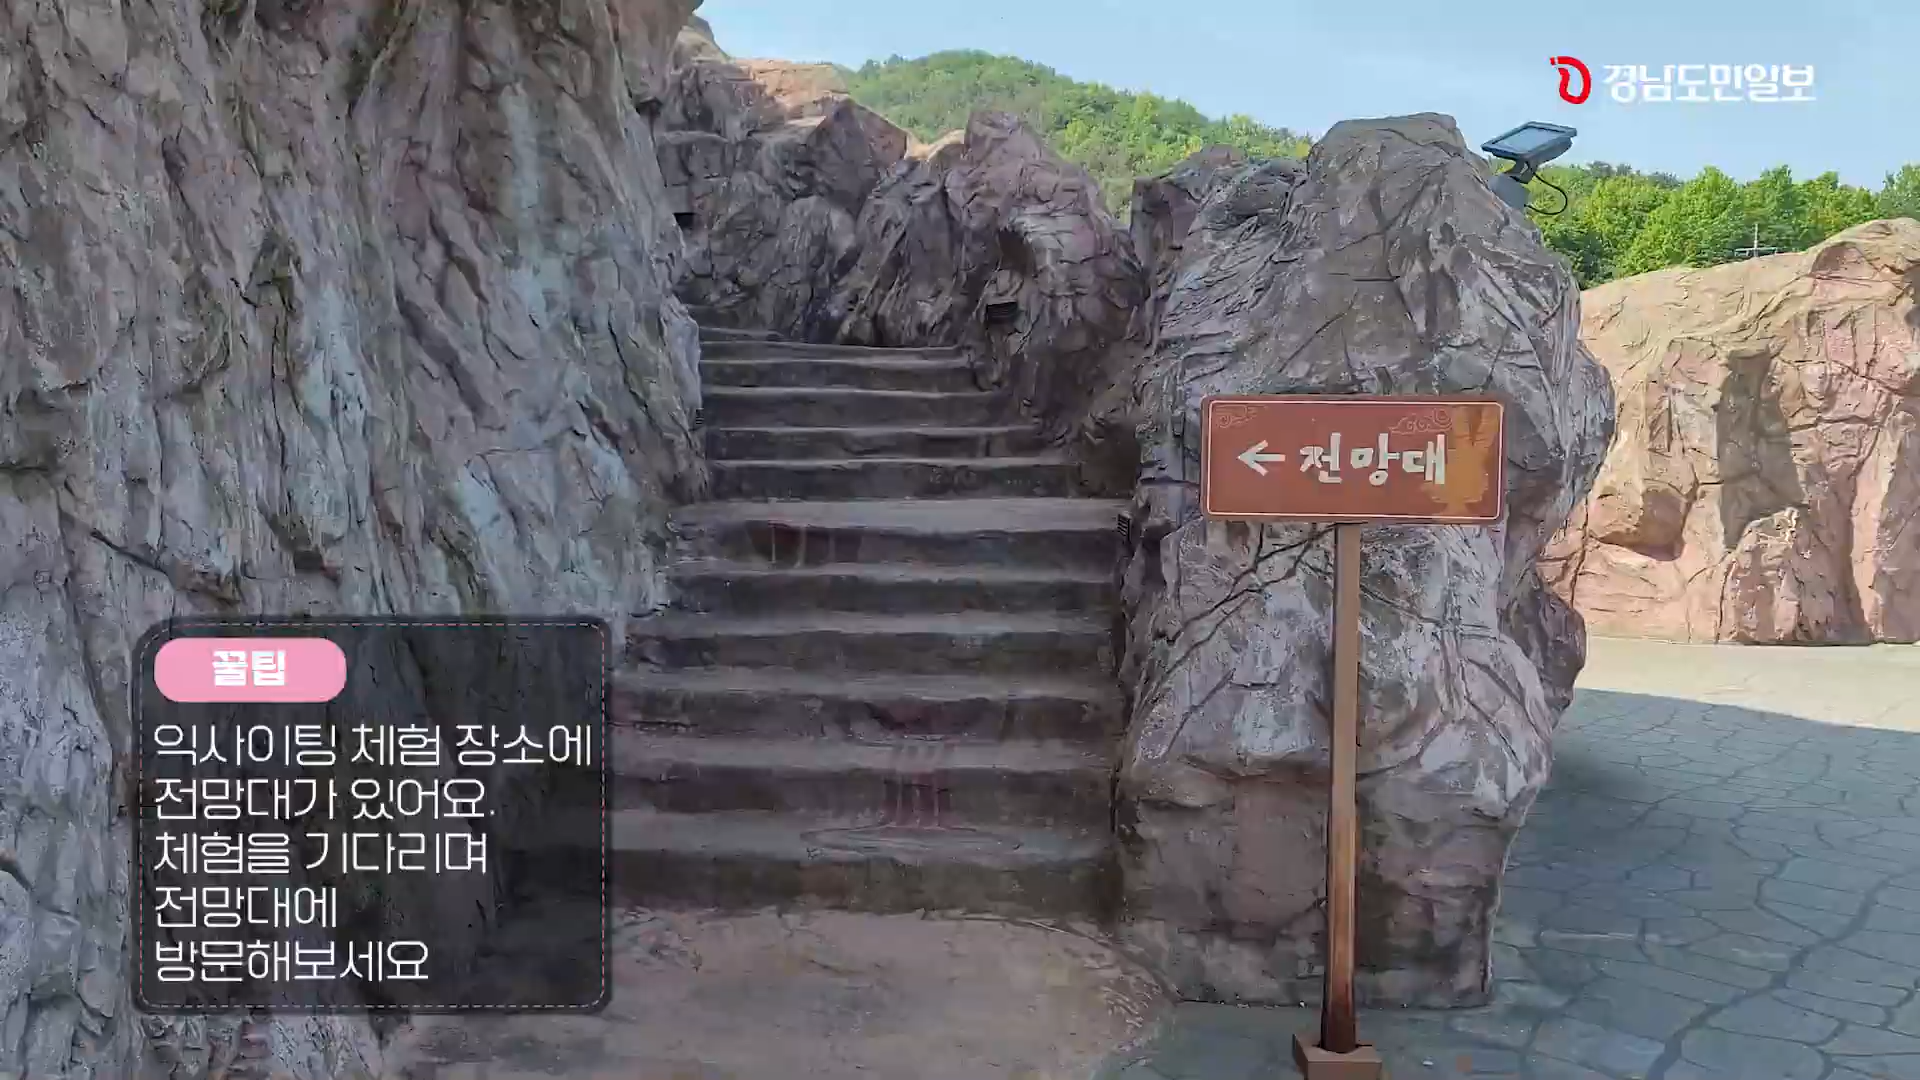 경남도민일보
← 전망대
꿀팁
익사이팅 체험 장소에
전망대가 있어요.
체험을 기다리며
전망대에
방문해보세요